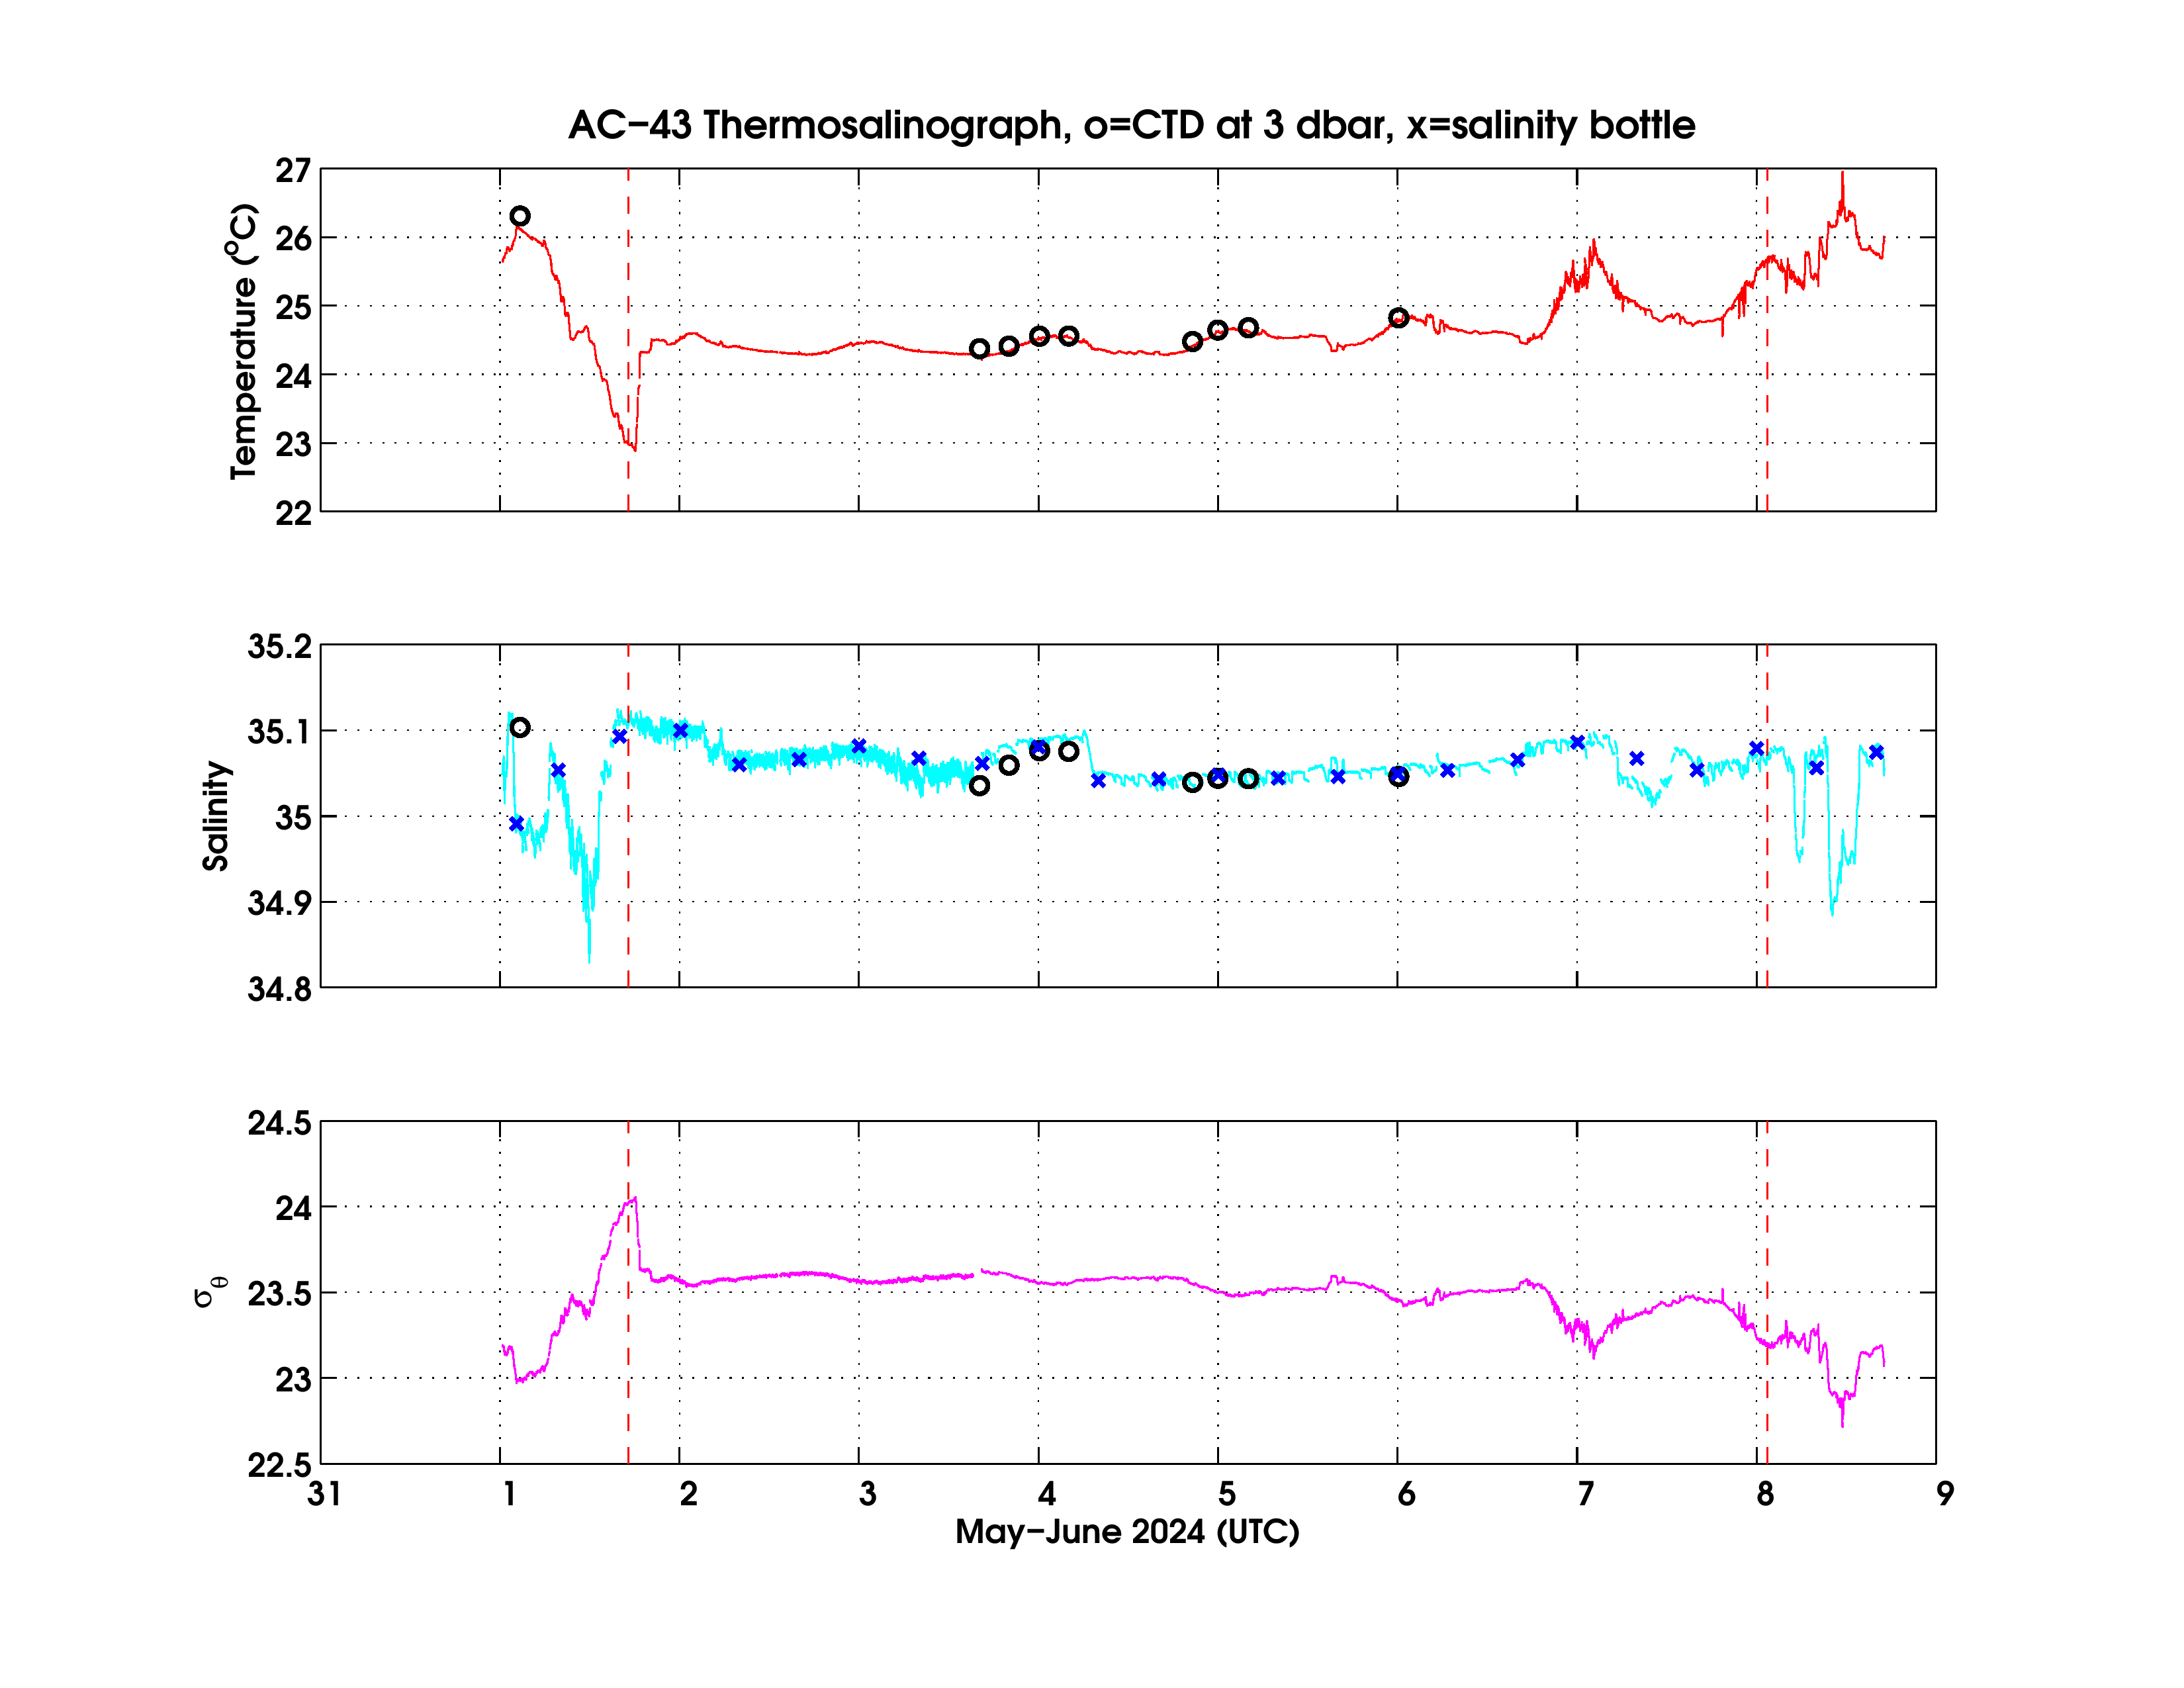 AC−43 Thermosalinograph, o=CTD at 3 dbar, x=salinity bottle
27
26
25
24
23
22
Temperature (°C)
35.2
35.1
35
34.9
34.8
Salinity
24.5
24
23.5
23
22.5
σθ
31 1 2 3 4 5 6 7 8 9
May−June 2024 (UTC)